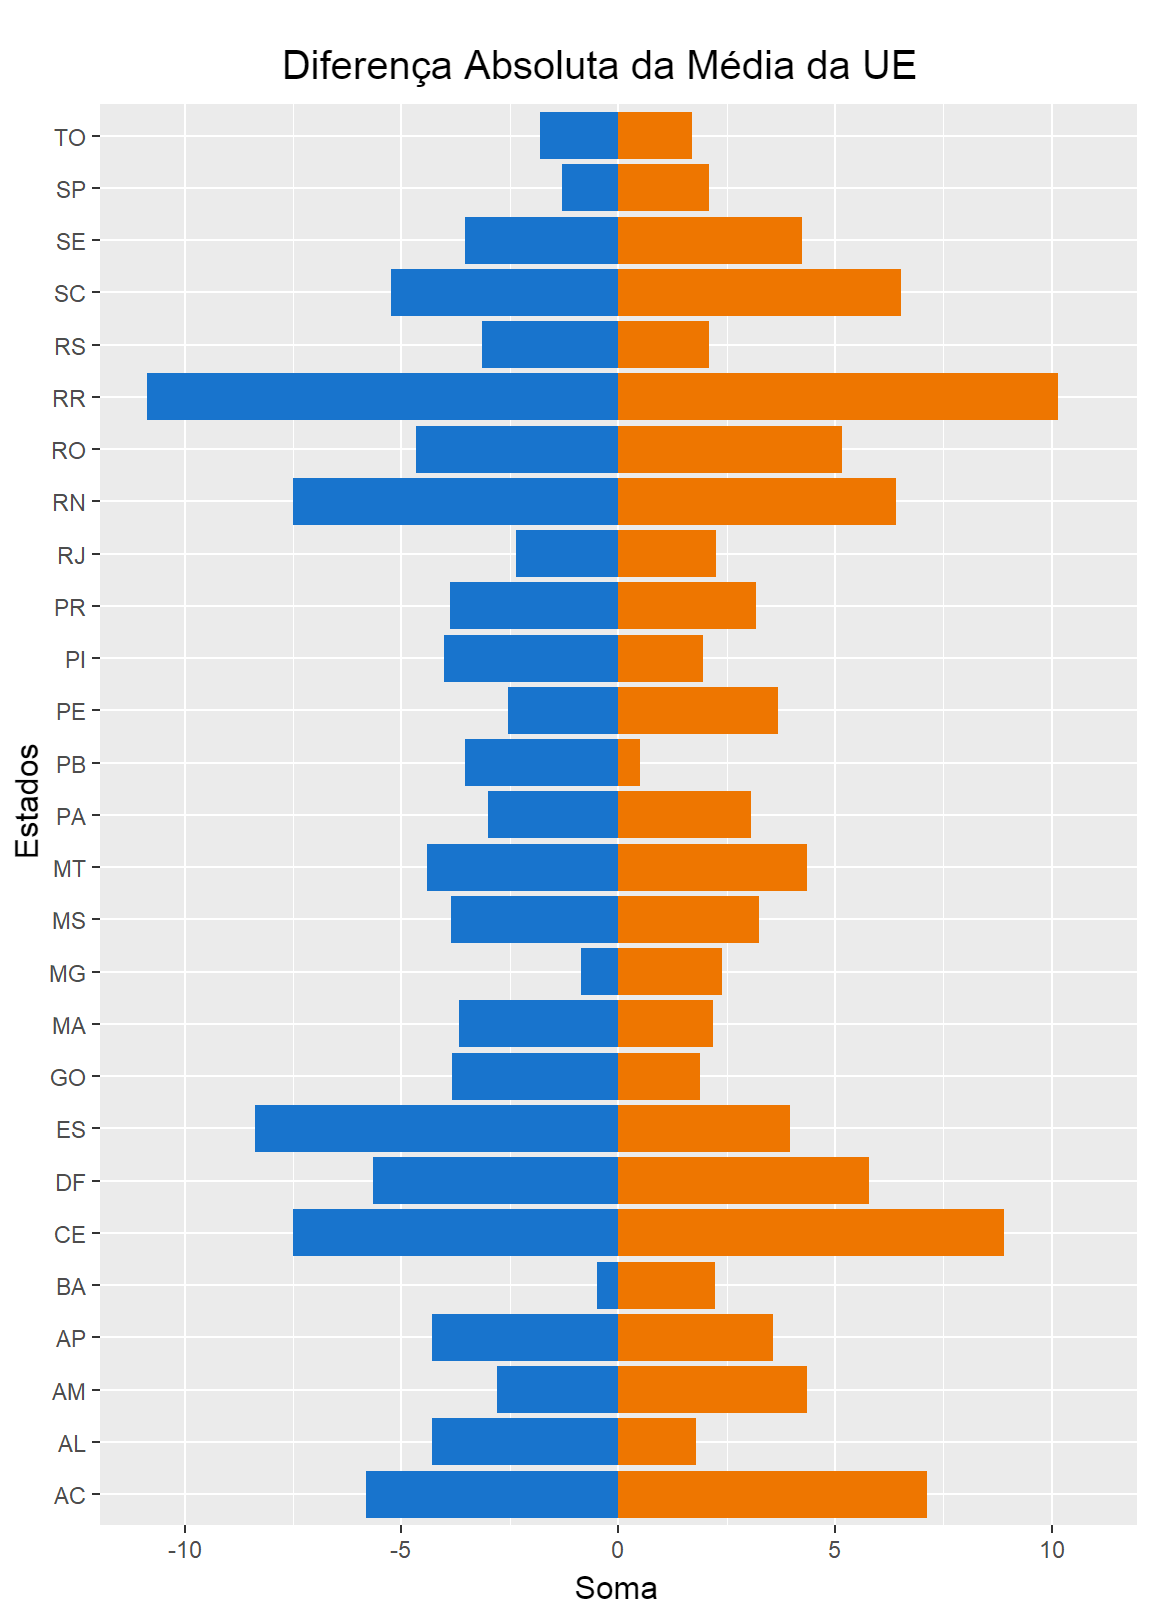 Diferença Absoluta da Média da UE
Estados
TO
SP
SE
SC
RS
RR
RO
RN
RJ
PR
PI
PE
PB
PA
MT
MS
MG
MA
GO
ES
DF
CE
BA
AP
AM
AL
AC
-10 -5 0 5 10
Soma